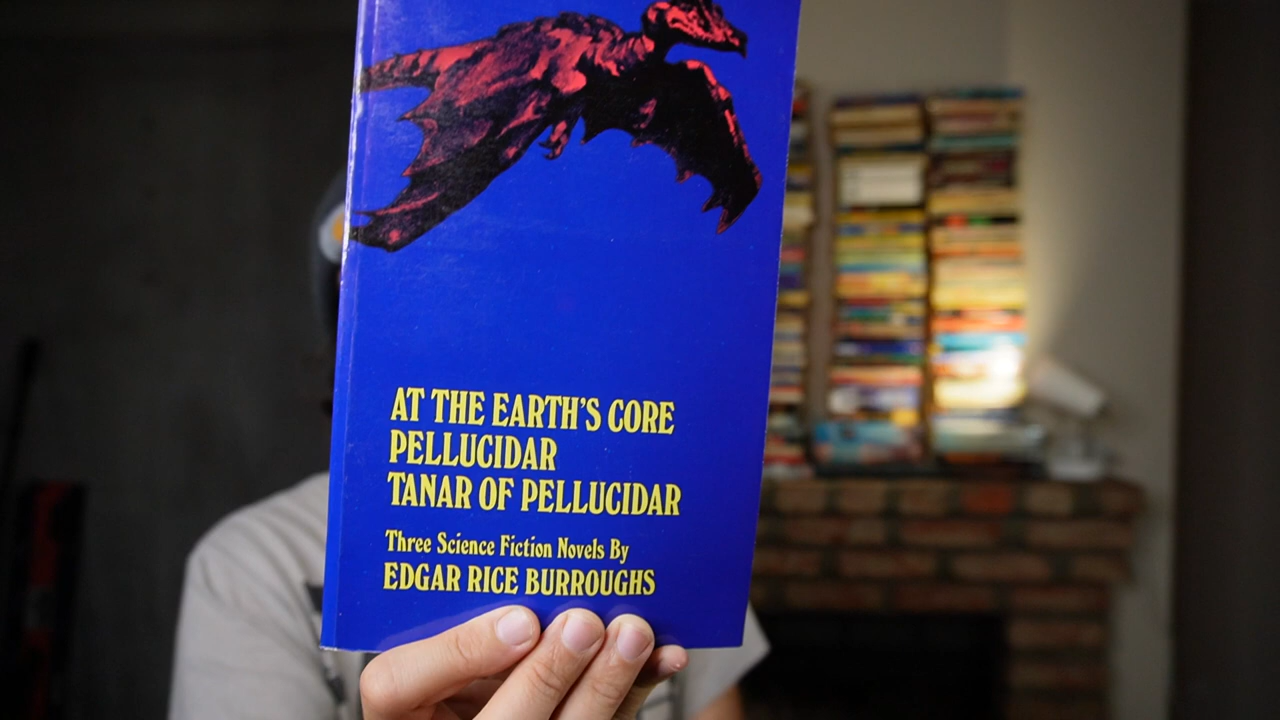 AT THE EARTH'S CORE
PELLUCIDAR
TANAR OF PELLUCIDAR
Three Science Fiction Novels By
EDGAR RICE BURROUGHS